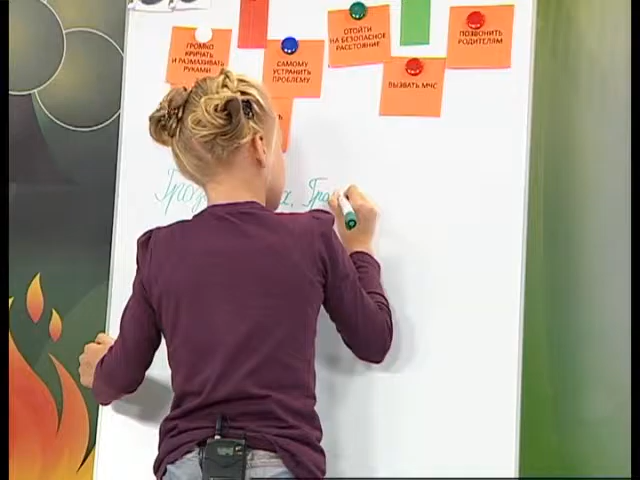 ГРОМКО
КРИЧАТЬ
И РАЗМАХИВАТЬ
РУКАМИ
САМОМУ
УСТРАНИТЬ
ПРОБЛЕМУ
ОТОЙТИ
НА БЕЗОПАСНОЕ
РАССТОЯНИЕ
ВЫЗВАТЬ МЧС
ПОЗВОНИТЬ
РОДИТЕЛЯМ